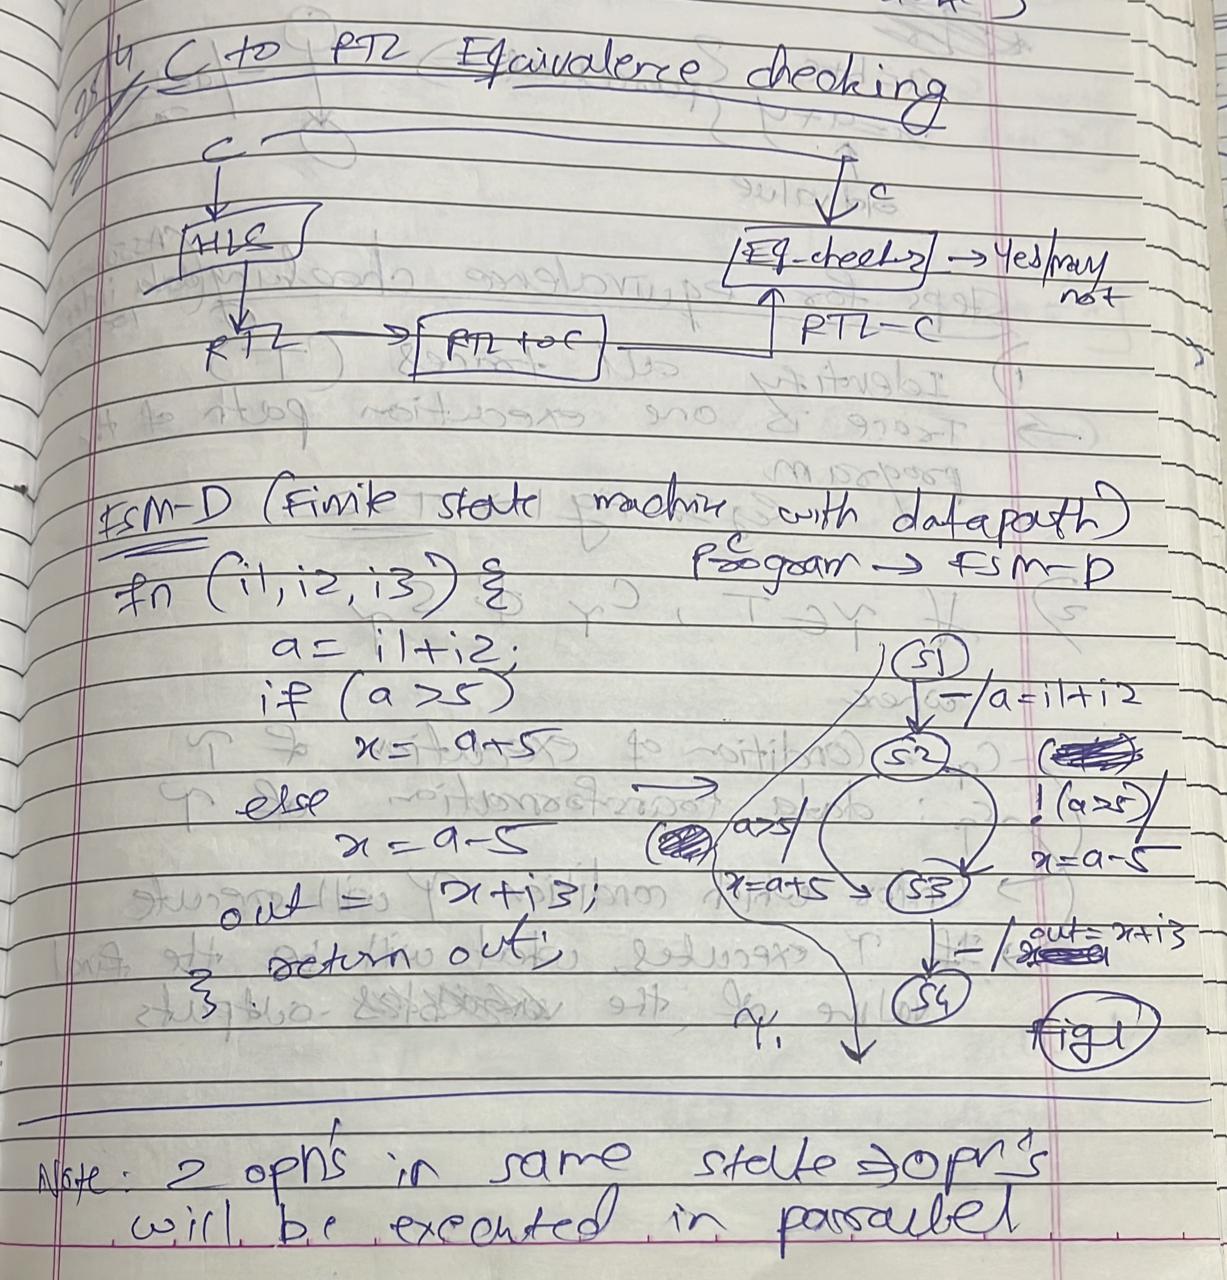 C to RTL Equivalence checking
C
C
HLS
Eq-checker → Yes/may not
RTL → RTL to C
RTL-C
FSM-D (Finite state machine with datapath)
C
Program → FSM-D
fn (i1, i2, i3) {
a = i1+i2;
if (a>5)
x = a+5
else
x = a-5
out = x+i3;
return out;
}
S1
-/a=i1+i2
S2
a>5/
x=a+5
!(a>5)/
x=a-5
S3
-/out=x+i3
S4
γ1
Fig 1
Note: 2 opn's in same state ⇒ opn's
will be executed in parallel